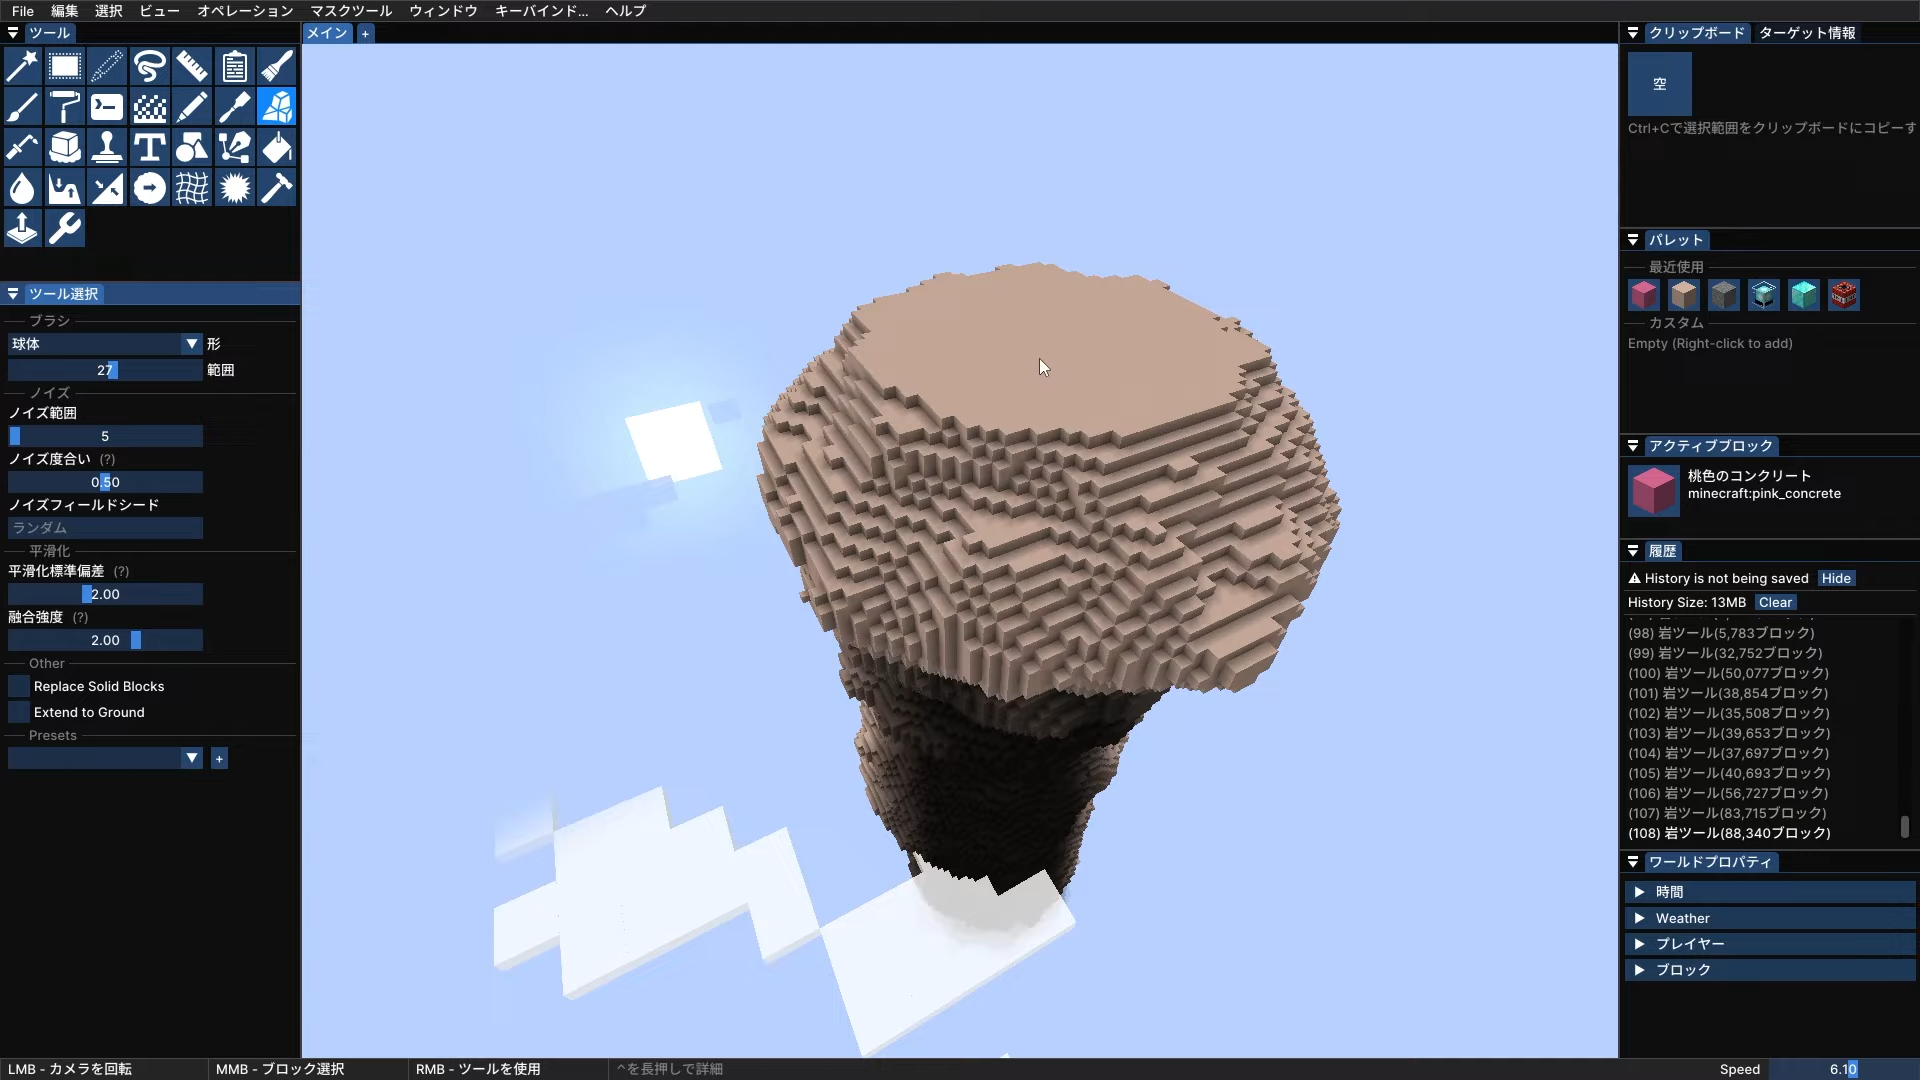 File 編集 選択 ビュー オペレーション マスクツール ウィンドウ キーバインド... ヘルプ
ツール
メイン +
クリップボード ターゲット情報
空
Ctrl+Cで選択範囲をクリップボードにコピーす
パレット
最近使用
カスタム
Empty (Right-click to add)
アクティブブロック
桃色のコンクリート
minecraft:pink_concrete
履歴
History is not being saved Hide
History Size: 13MB Clear
(98) 岩ツール(5,783ブロック)
(99) 岩ツール(32,752ブロック)
(100) 岩ツール(50,077ブロック)
(101) 岩ツール(38,854ブロック)
(102) 岩ツール(35,508ブロック)
(103) 岩ツール(39,653ブロック)
(104) 岩ツール(37,697ブロック)
(105) 岩ツール(40,693ブロック)
(106) 岩ツール(56,727ブロック)
(107) 岩ツール(83,715ブロック)
(108) 岩ツール(88,340ブロック)
ワールドプロパティ
時間
Weather
プレイヤー
ブロック
ツール選択
ブラシ
球体 形
27 範囲
ノイズ
ノイズ範囲
5
ノイズ度合い (?)
0.50
ノイズフィールドシード
ランダム
平滑化
平滑化標準偏差 (?)
2.00
融合強度 (?)
2.00
Other
Replace Solid Blocks
Extend to Ground
Presets
+
LMB - カメラを回転 MMB - ブロック選択 RMB - ツールを使用 ^を長押して詳細 Speed 6.10